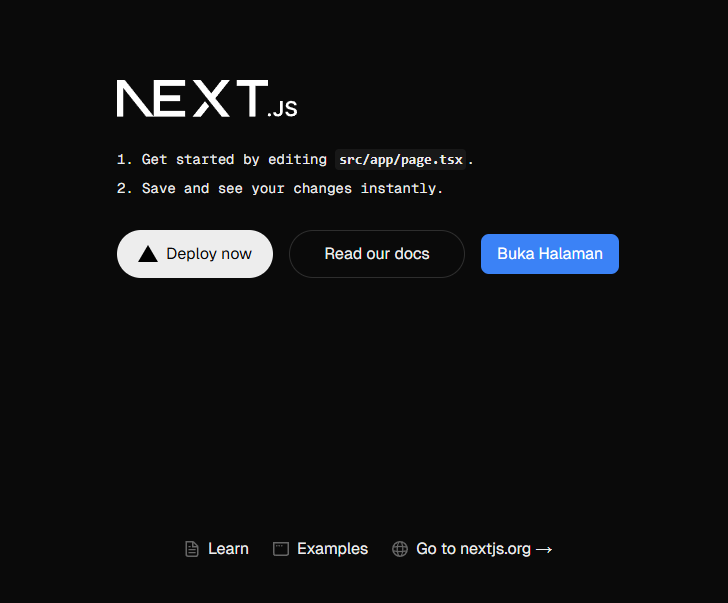 NEXT.JS
1. Get started by editing src/app/page.tsx.
2. Save and see your changes instantly.
Deploy now Read our docs Buka Halaman
Learn Examples Go to nextjs.org →